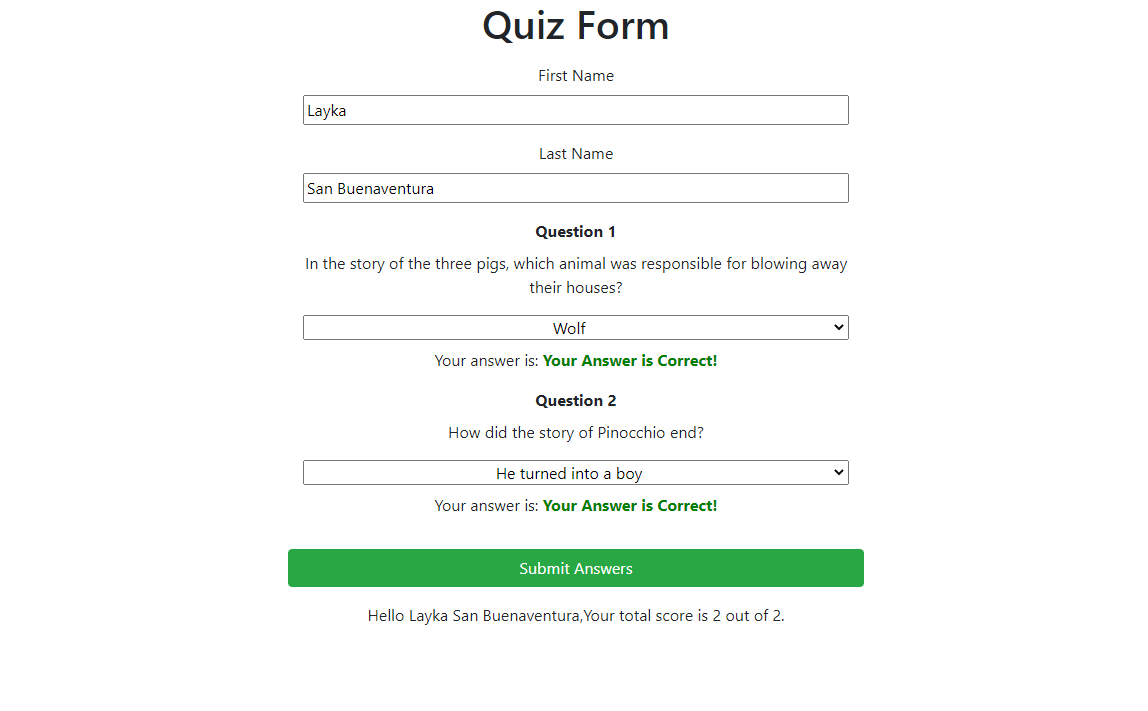 Quiz Form
First Name
Layka
Last Name
San Buenaventura
Question 1
In the story of the three pigs, which animal was responsible for blowing away
their houses?
Wolf
Your answer is: Your Answer is Correct!
Question 2
How did the story of Pinocchio end?
He turned into a boy
Your answer is: Your Answer is Correct!
Submit Answers
Hello Layka San Buenaventura,Your total score is 2 out of 2.